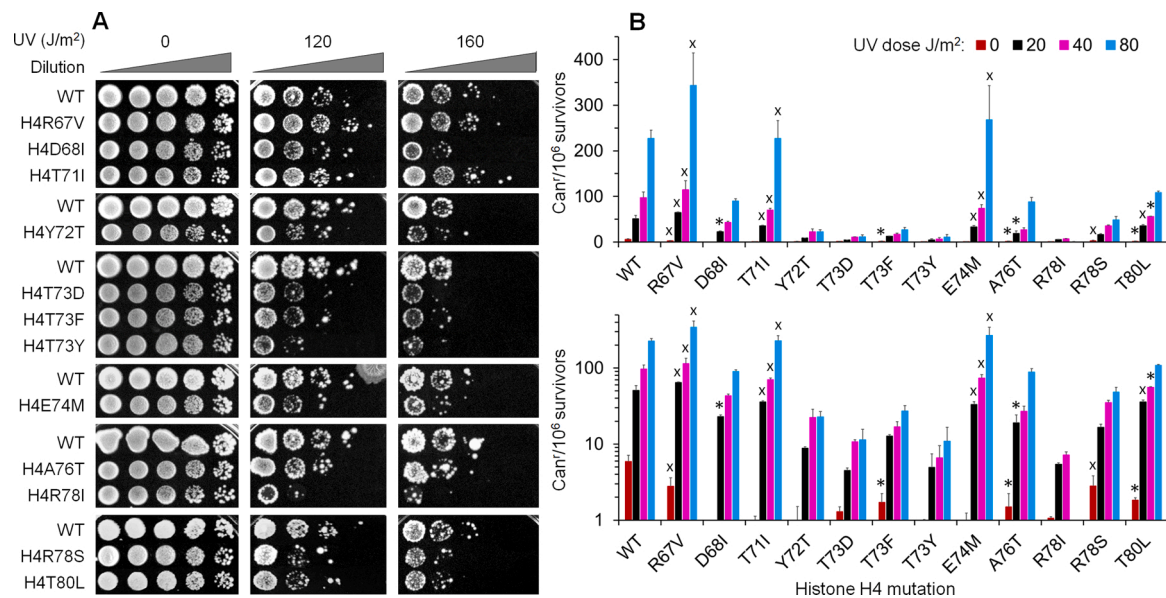 A
UV (J/m²) 0 120 160
Dilution
WT
H4R67V
H4D68I
H4T71I
WT
H4Y72T
WT
H4T73D
H4T73F
H4T73Y
WT
H4E74M
WT
H4A76T
H4R78I
WT
H4R78S
H4T80L
B
UV dose J/m²: 0 20 40 80
Canʳ/10⁶ survivors
400
300
200
100
0
x x x x x * x x x x x x * * * x * x *
WT R67V D68I T71I Y72T T73D T73F T73Y E74M A76T R78I R78S T80L
Canʳ/10⁶ survivors
100
10
1
x x x x * x x x * x x x * * x * x *
WT R67V D68I T71I Y72T T73D T73F T73Y E74M A76T R78I R78S T80L
Histone H4 mutation